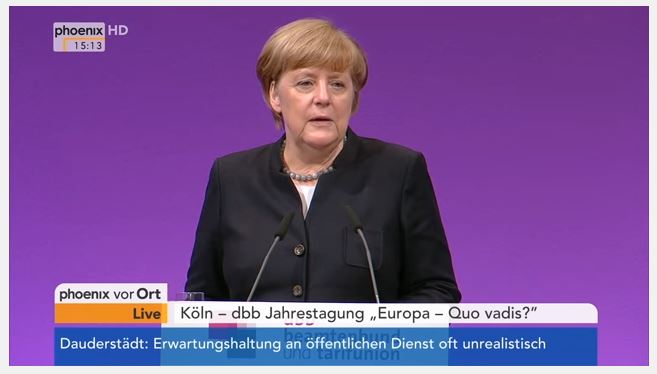 phoenix HD
15:13
phoenix vor Ort
Live
Köln – dbb Jahrestagung „Europa – Quo vadis?“
dbb
beamtenbund
und tarifunion
Dauderstädt: Erwartungshaltung an öffentlichen Dienst oft unrealistisch